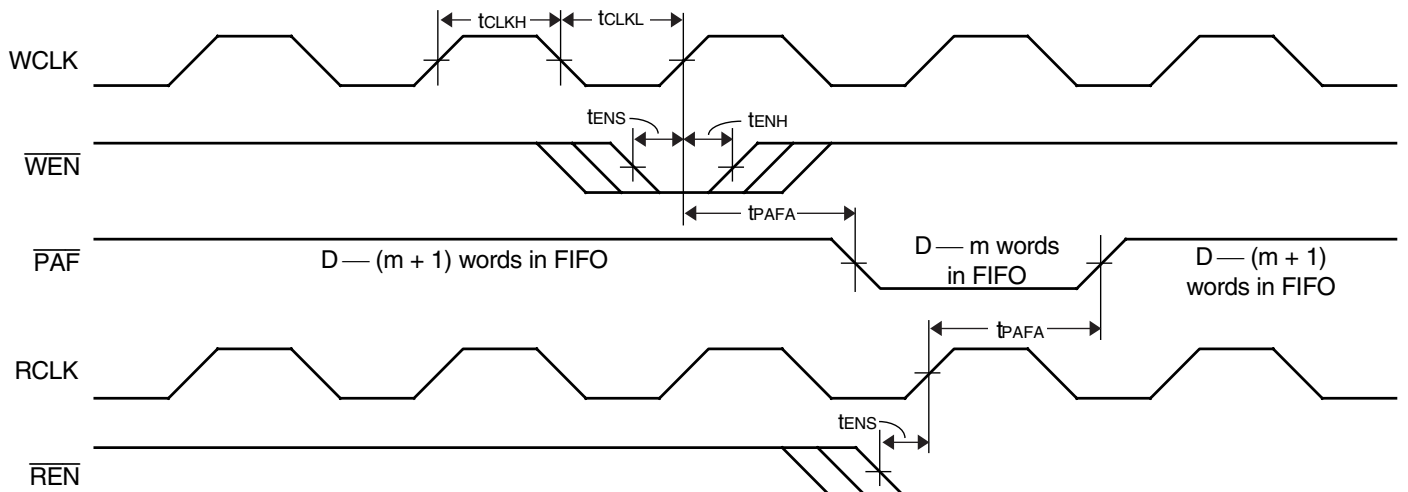 tCLKH
tCLKL
WCLK
tENS
tENH
WEN
tPAFA
PAF
D — (m + 1) words in FIFO
D — m words
in FIFO
D — (m + 1)
words in FIFO
tPAFA
RCLK
tENS
REN